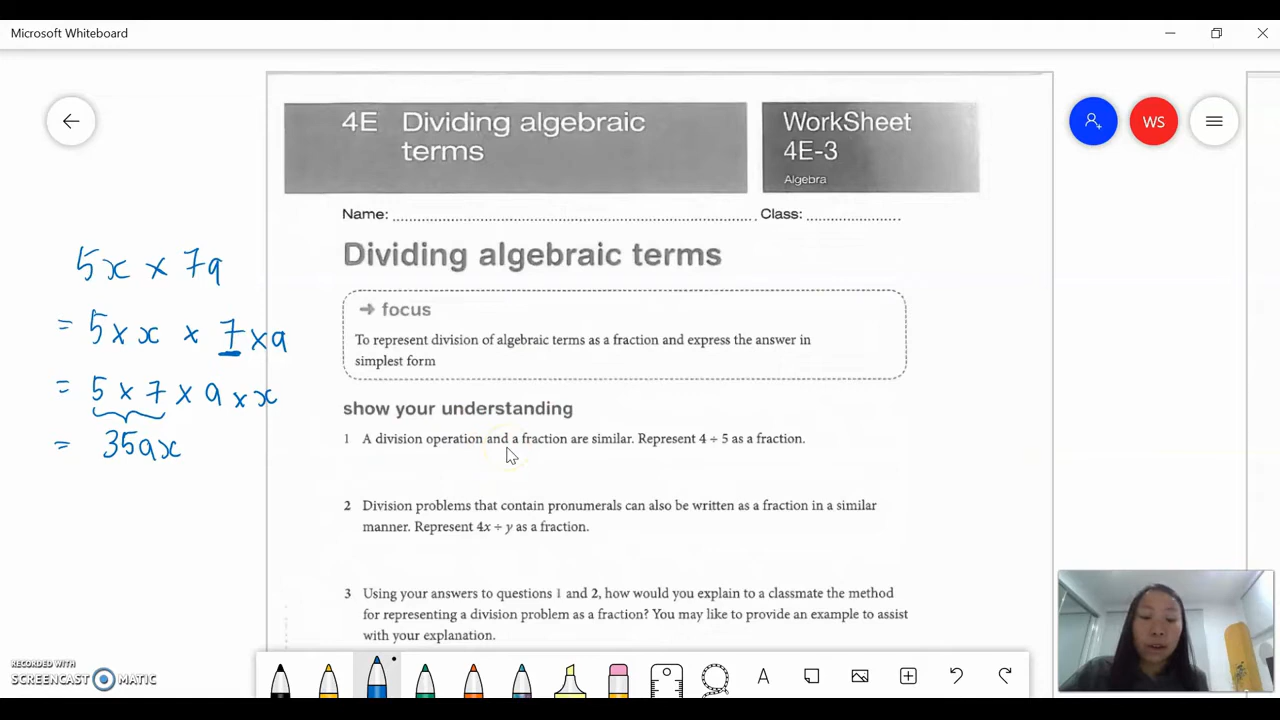 Microsoft Whiteboard
4E Dividing algebraic
terms
WorkSheet
4E-3
Algebra
WS
Name: Class:
Dividing algebraic terms
→ focus
To represent division of algebraic terms as a fraction and express the answer in
simplest form
show your understanding
1 A division operation and a fraction are similar. Represent 4 ÷ 5 as a fraction.
2 Division problems that contain pronumerals can also be written as a fraction in a similar
manner. Represent 4x ÷ y as a fraction.
3 Using your answers to questions 1 and 2, how would you explain to a classmate the method
for representing a division problem as a fraction? You may like to provide an example to assist
with your explanation.
5x × 7a
= 5 × x × 7 × a
= 5 × 7 × a × x
= 35ax
RECORDED WITH
SCREENCAST MATIC
A